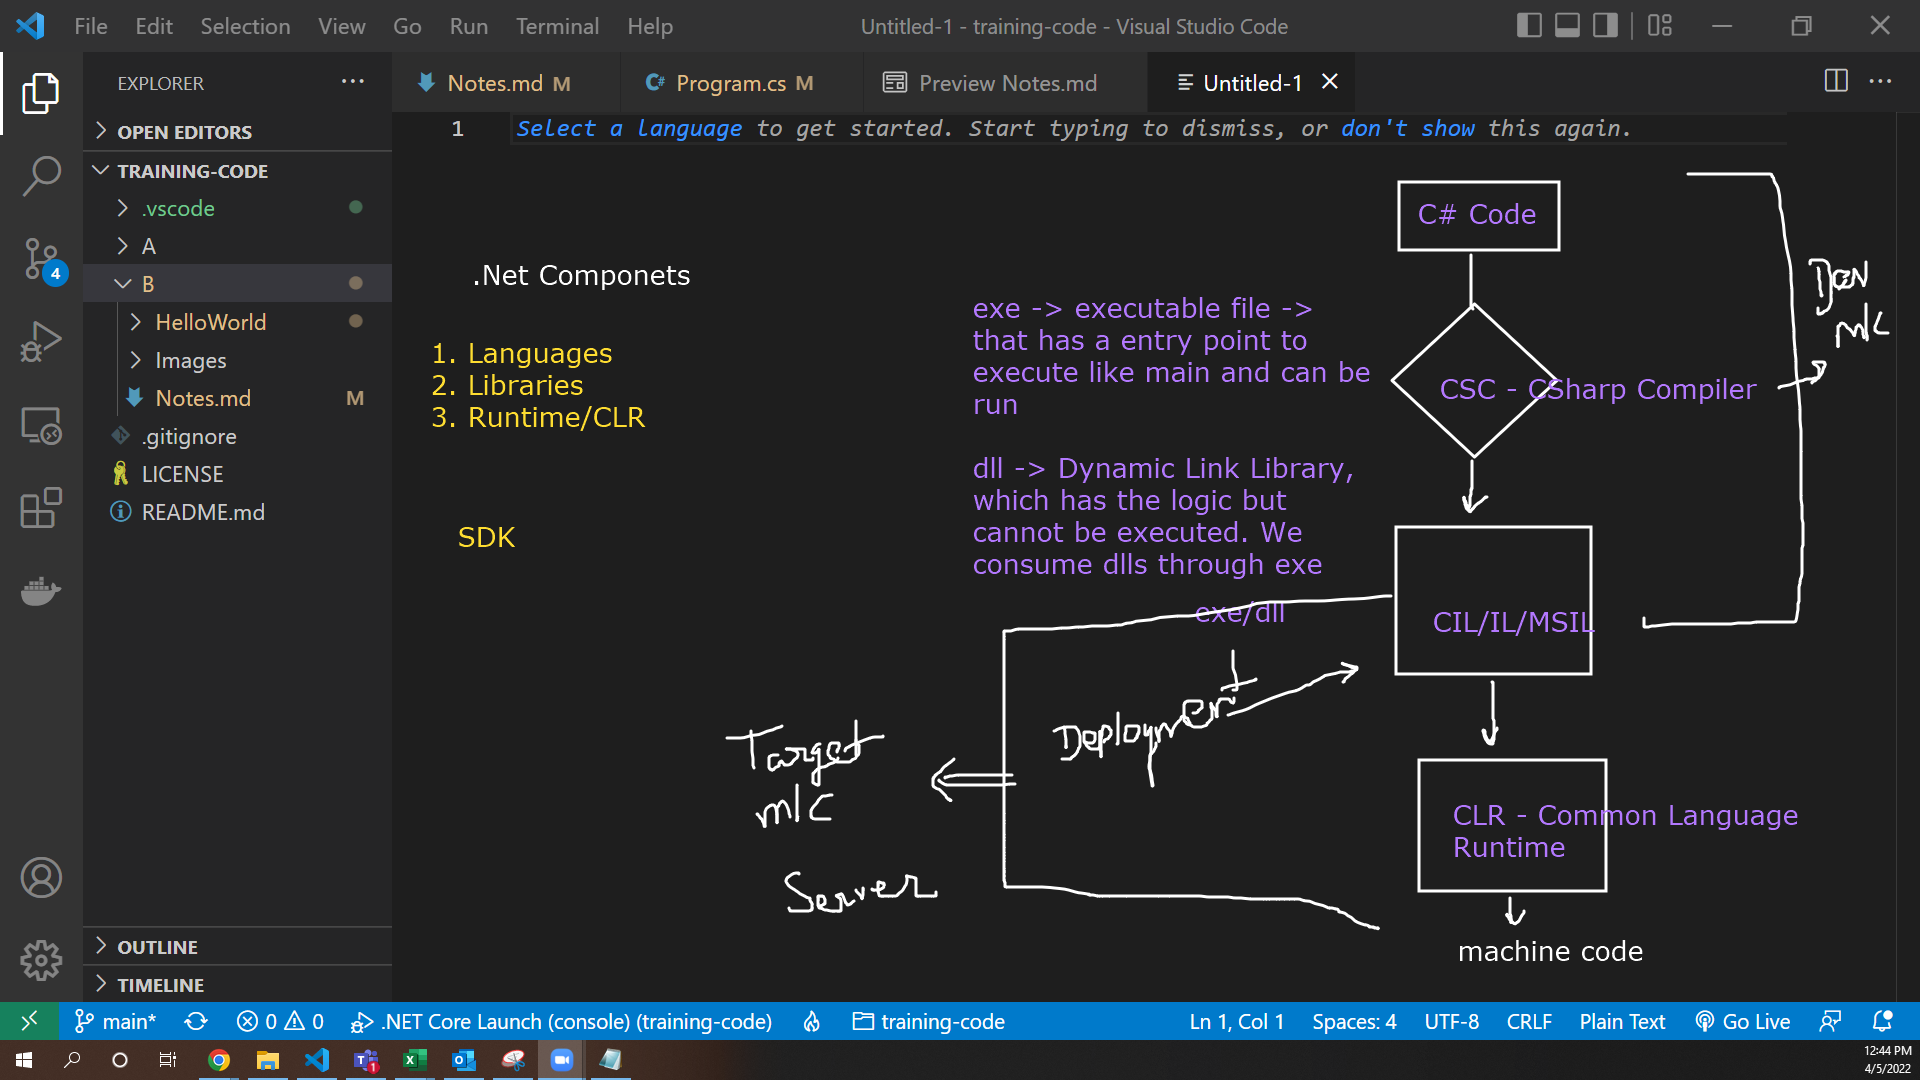 File Edit Selection View Go Run Terminal Help
Untitled-1 - training-code - Visual Studio Code
EXPLORER
Notes.md M
Program.cs M
Preview Notes.md
Untitled-1
OPEN EDITORS
TRAINING-CODE
.vscode
A
B
HelloWorld
Images
Notes.md M
.gitignore
LICENSE
README.md
OUTLINE
TIMELINE
4
1
Select a language to get started. Start typing to dismiss, or don't show this again.
.Net Componets
1. Languages
2. Libraries
3. Runtime/CLR
SDK
exe -> executable file ->
that has a entry point to
execute like main and can be
run
dll -> Dynamic Link Library,
which has the logic but
cannot be executed. We
consume dlls through exe
exe/dll
Deployment
Target
m/c
Server
C# Code
CSC - CSharp Compiler
m/c
CIL/IL/MSIL
CLR - Common Language
Runtime
machine code
main*
0 0
.NET Core Launch (console) (training-code)
training-code
Ln 1, Col 1
Spaces: 4
UTF-8
CRLF
Plain Text
Go Live
1
12:44 PM
4/5/2022